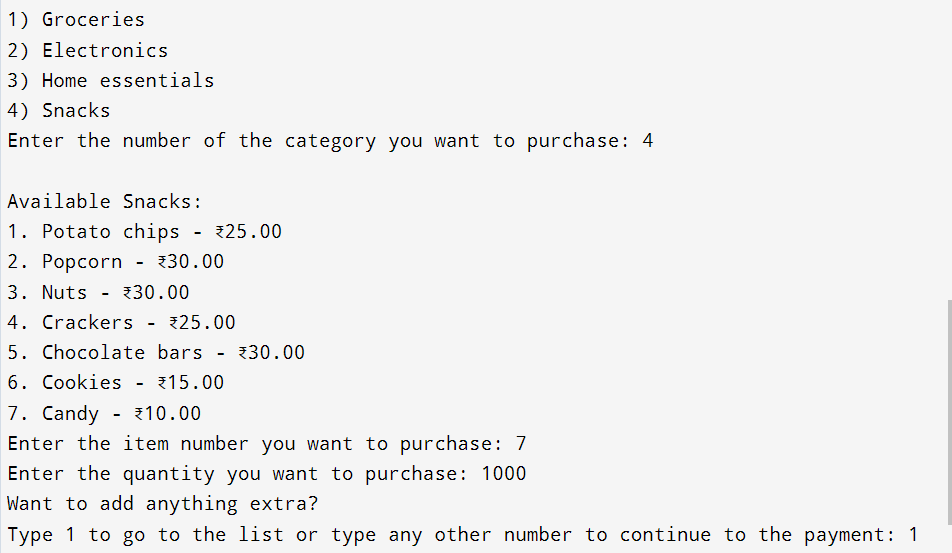 1) Groceries
2) Electronics
3) Home essentials
4) Snacks
Enter the number of the category you want to purchase: 4
Available Snacks:
1. Potato chips - ₹25.00
2. Popcorn - ₹30.00
3. Nuts - ₹30.00
4. Crackers - ₹25.00
5. Chocolate bars - ₹30.00
6. Cookies - ₹15.00
7. Candy - ₹10.00
Enter the item number you want to purchase: 7
Enter the quantity you want to purchase: 1000
Want to add anything extra?
Type 1 to go to the list or type any other number to continue to the payment: 1